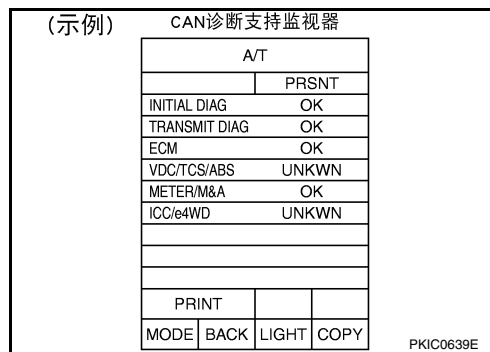 (示例) CAN诊断支持监视器
A/T
PRSNT
INITIAL DIAG OK
TRANSMIT DIAG OK
ECM OK
VDC/TCS/ABS UNKWN
METER/M&A OK
ICC/e4WD UNKWN
PRINT
MODE BACK LIGHT COPY
PKIC0639E